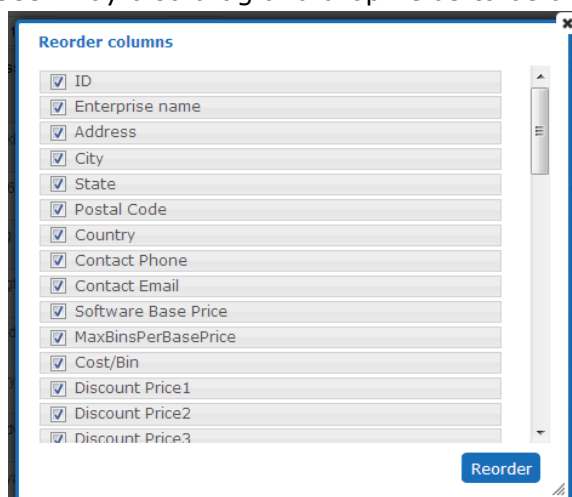 Reorder columns
ID
Enterprise name
Address
City
State
Postal Code
Country
Contact Phone
Contact Email
Software Base Price
MaxBinsPerBasePrice
Cost/Bin
Discount Price1
Discount Price2
Discount Price3
Reorder